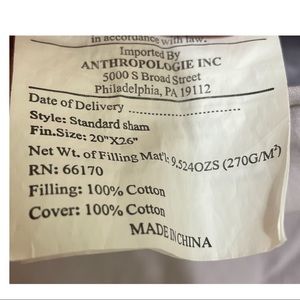 in accordance with law.
Imported By
ANTHROPOLOGIE INC
5000 S Broad Street
Philadelphia, PA 19112
Date of Delivery ....................
Style: Standard sham
Fin.Size: 20"X26"
Net Wt. of Filling Mat'l: 9.524OZS (270G/M²)
RN: 66170
Filling: 100% Cotton
Cover: 100% Cotton
MADE IN CHINA